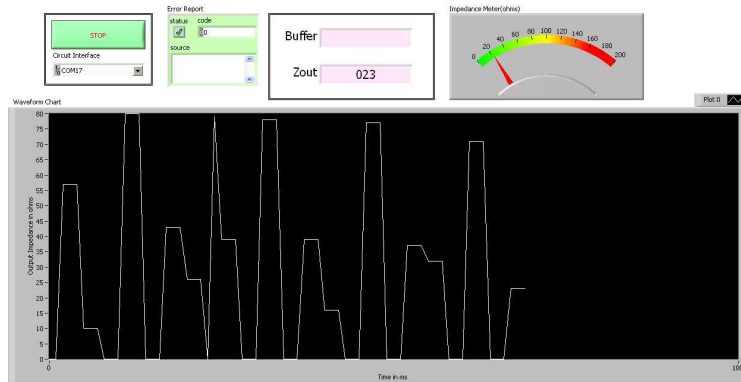 Error Report
status code
0
source
STOP
Circuit Interface
COM17
Buffer
Zout 023
Impedance Meter(ohms)
0 20 40 60 80 100 120 140 160 180 200
Plot 0
Waveform Chart
Output Impedance in ohms
80
75
70
65
60
55
50
45
40
35
30
25
20
15
10
5
0
0
Time in ms